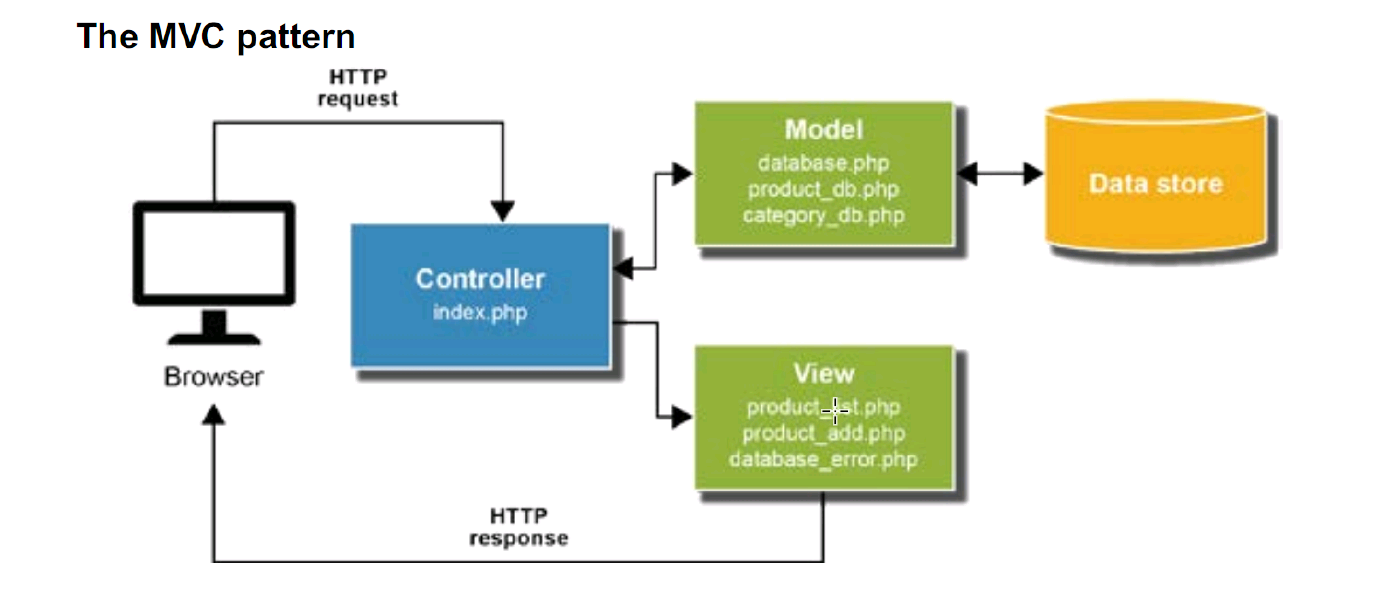 The MVC pattern
HTTP
request
Model
database.php
product_db.php
category_db.php
Data store
Controller
index.php
Browser
View
product_list.php
product_add.php
database_error.php
HTTP
response